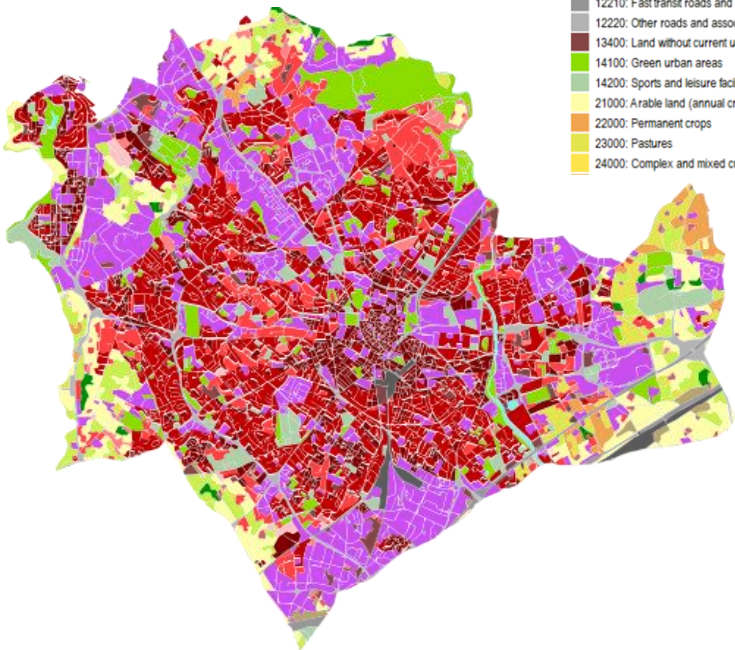 12210: Fast transit roads and
12220: Other roads and asso
13400: Land without current u
14100: Green urban areas
14200: Sports and leisure facil
21000: Arable land (annual cr
22000: Permanent crops
23000: Pastures
24000: Complex and mixed cu